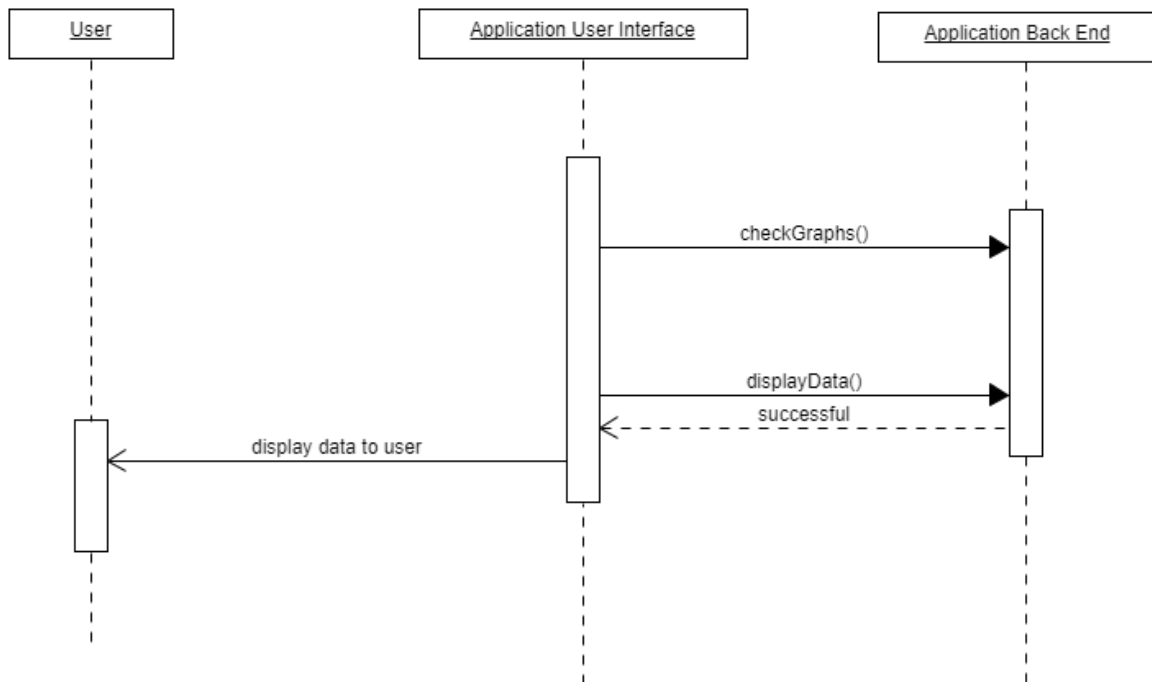 User
Application User Interface
Application Back End
checkGraphs()
displayData()
successful
display data to user